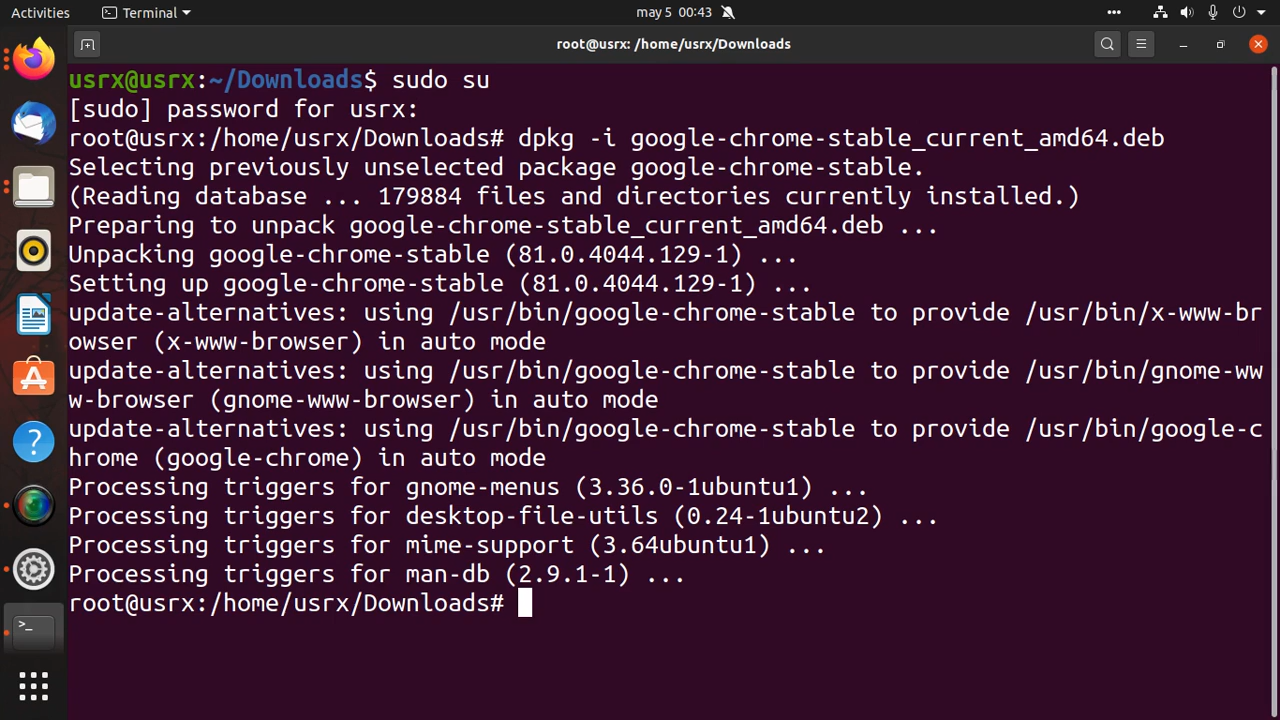 Activities
Terminal
may 5 00:43
root@usrx: /home/usrx/Downloads
usrx@usrx:~/Downloads$ sudo su
[sudo] password for usrx:
root@usrx:/home/usrx/Downloads# dpkg -i google-chrome-stable_current_amd64.deb
Selecting previously unselected package google-chrome-stable.
(Reading database ... 179884 files and directories currently installed.)
Preparing to unpack google-chrome-stable_current_amd64.deb ...
Unpacking google-chrome-stable (81.0.4044.129-1) ...
Setting up google-chrome-stable (81.0.4044.129-1) ...
update-alternatives: using /usr/bin/google-chrome-stable to provide /usr/bin/x-www-br
owser (x-www-browser) in auto mode
update-alternatives: using /usr/bin/google-chrome-stable to provide /usr/bin/gnome-ww
w-browser (gnome-www-browser) in auto mode
update-alternatives: using /usr/bin/google-chrome-stable to provide /usr/bin/google-c
hrome (google-chrome) in auto mode
Processing triggers for gnome-menus (3.36.0-1ubuntu1) ...
Processing triggers for desktop-file-utils (0.24-1ubuntu2) ...
Processing triggers for mime-support (3.64ubuntu1) ...
Processing triggers for man-db (2.9.1-1) ...
root@usrx:/home/usrx/Downloads#